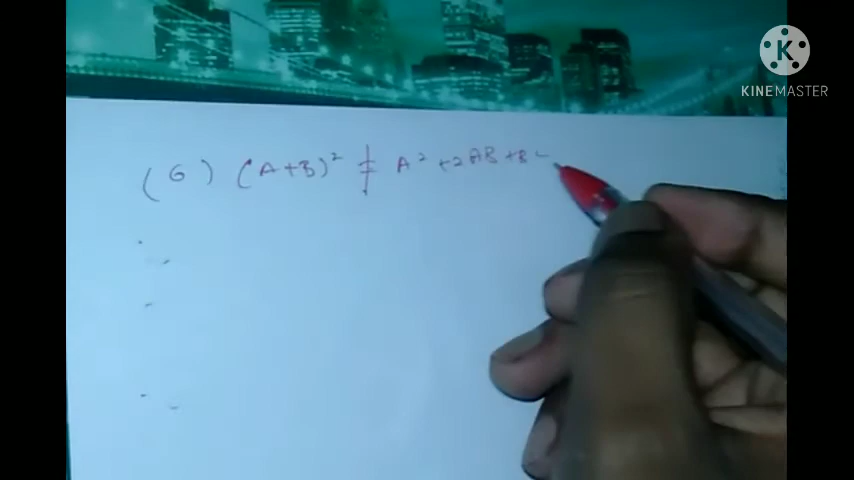 K
KINEMASTER
(6) (A+B)² ≠ A² +2AB +B²